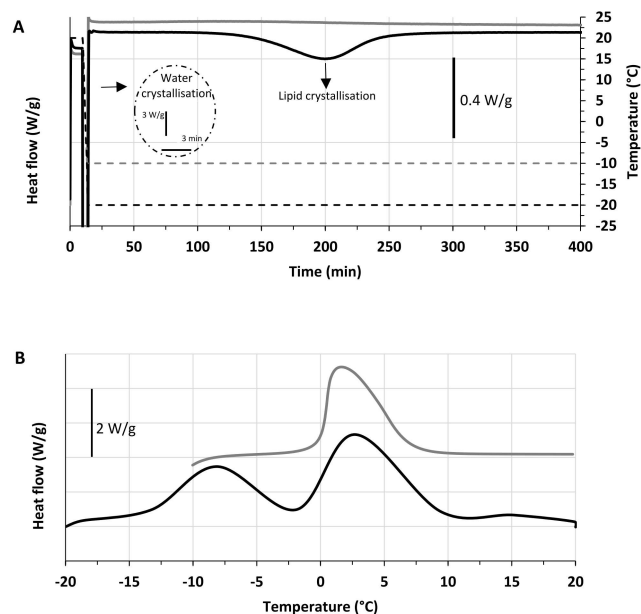 A
Heat flow (W/g)
Water
crystallisation
3 W/g
3 min
Lipid crystallisation
0.4 W/g
25
20
15
10
5
0
-5
-10
-15
-20
-25
Temperature (°C)
0 50 100 150 200 250 300 350 400
Time (min)
B
Heat flow (W/g)
2 W/g
-20 -15 -10 -5 0 5 10 15 20
Temperature (°C)